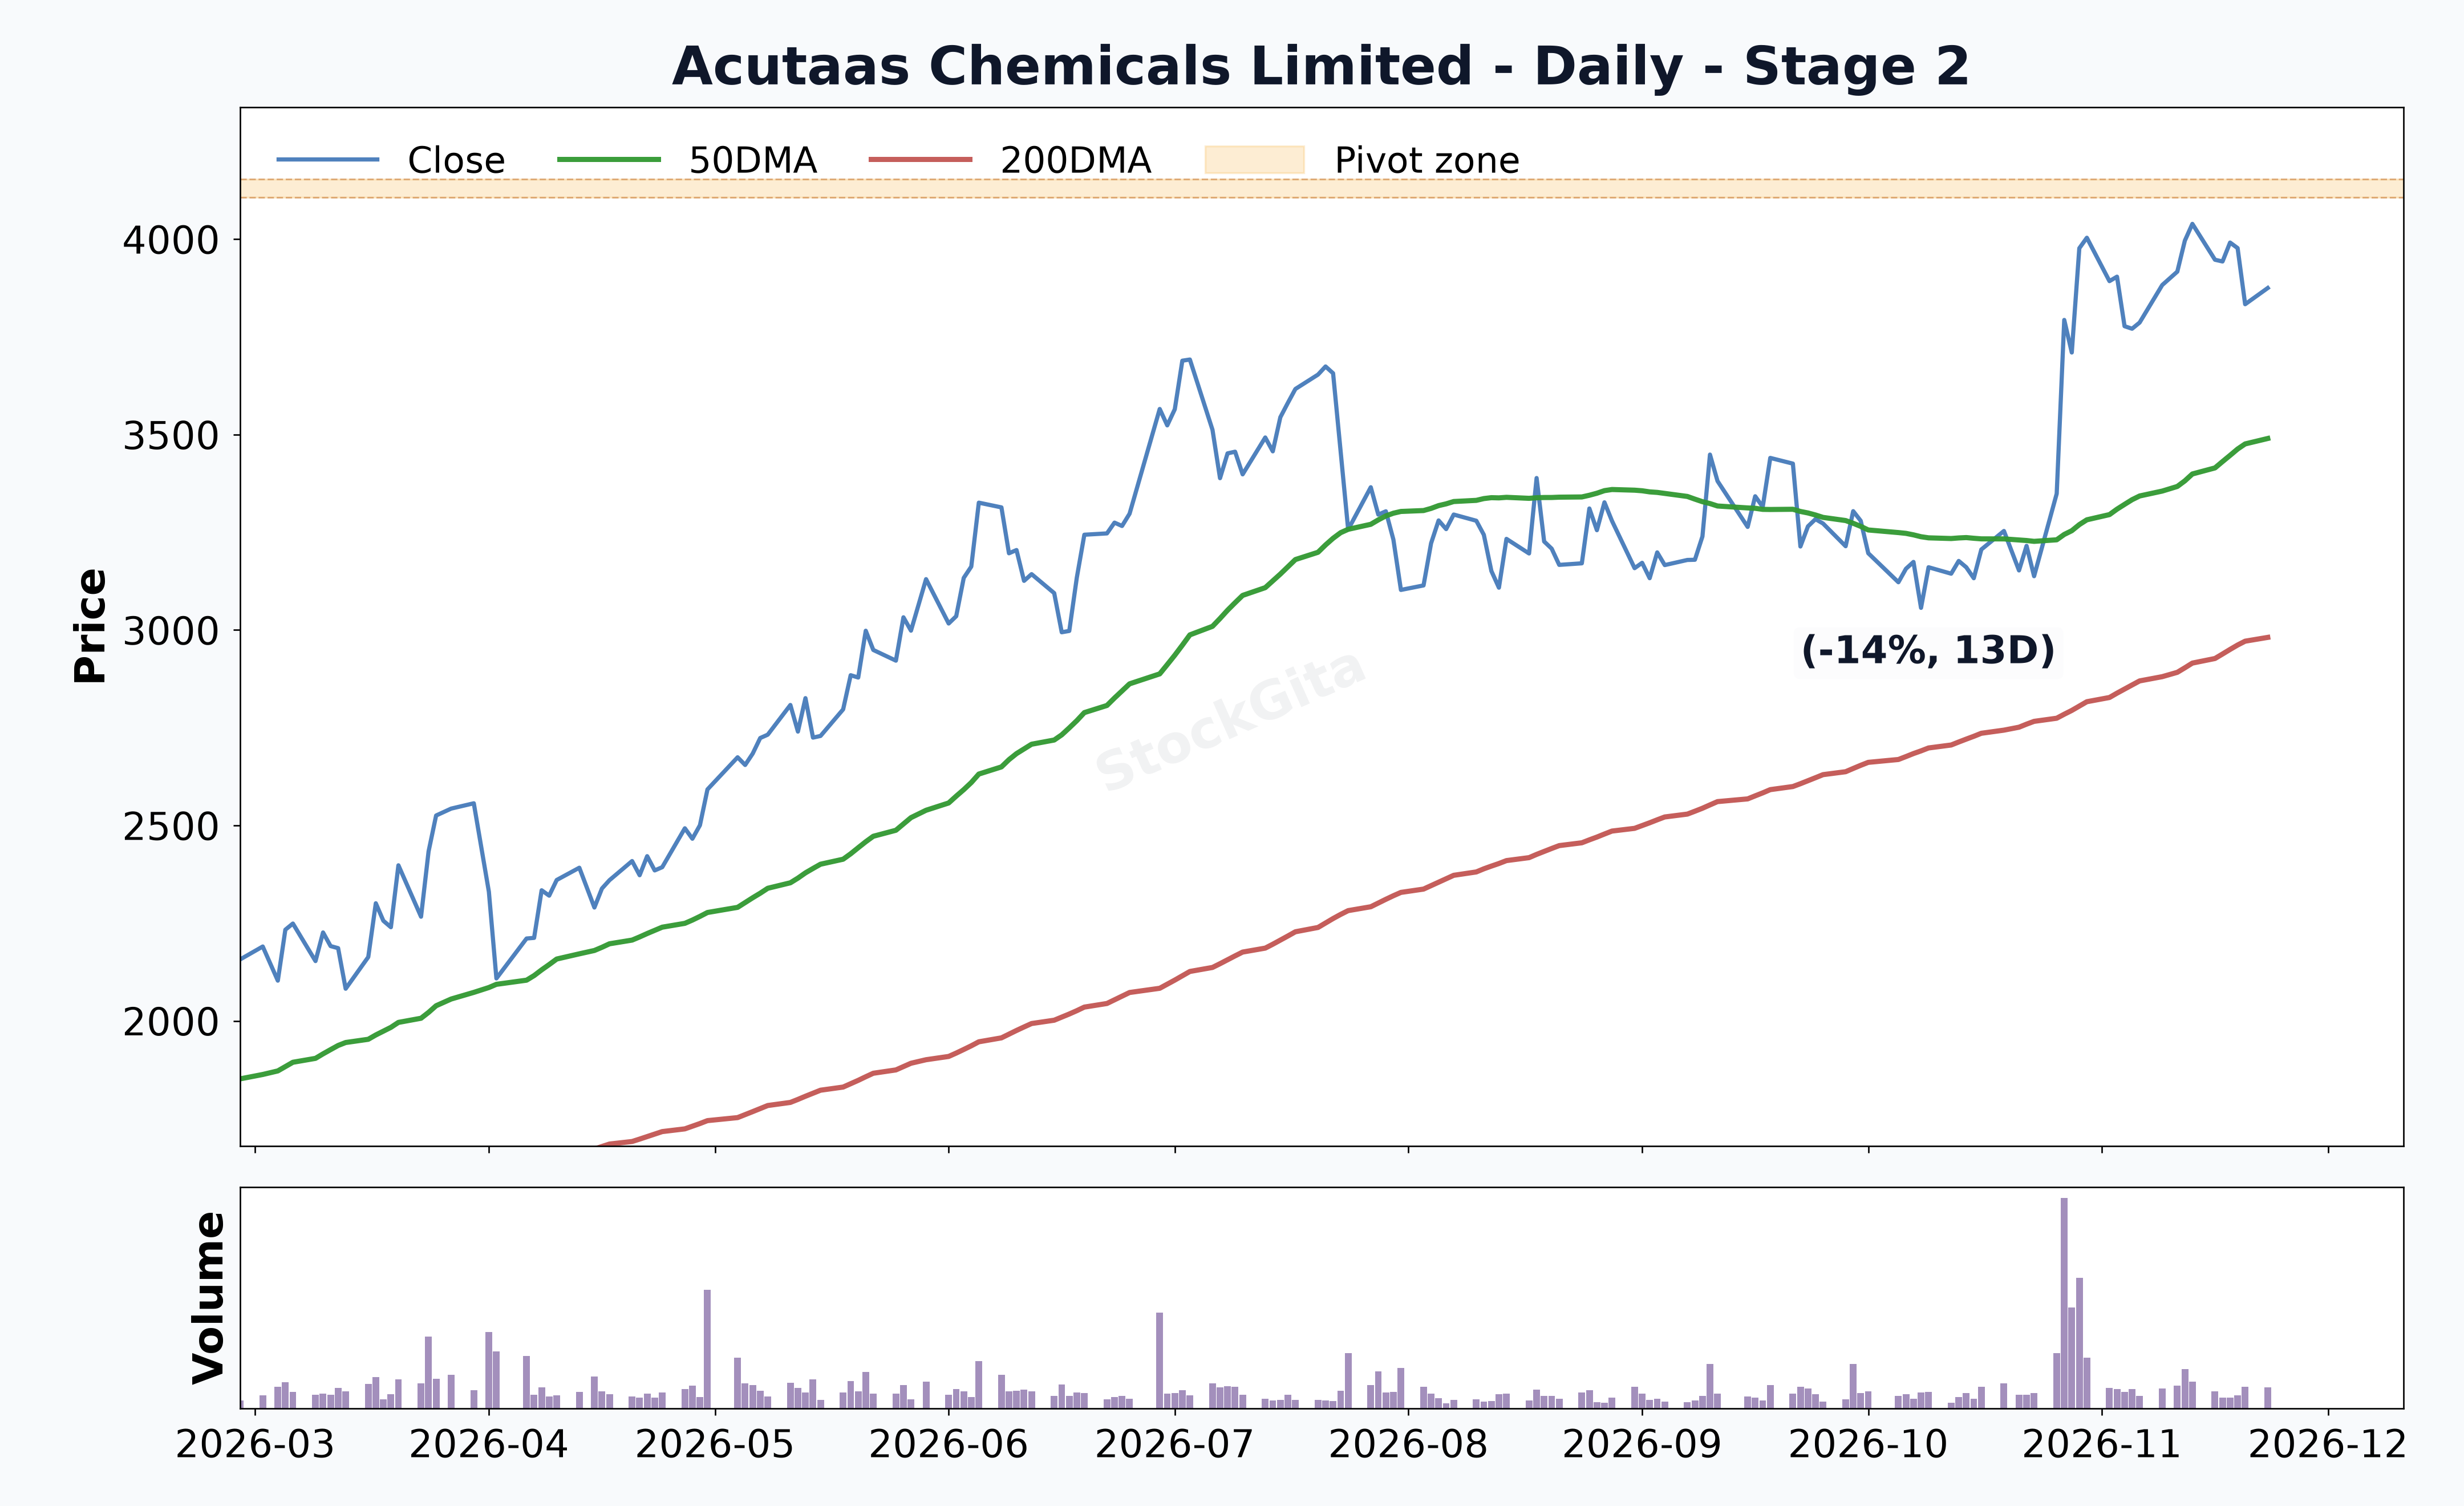 Acutaas Chemicals Limited - Daily - Stage 2
Close 50DMA 200DMA Pivot zone
4000
3500
3000
2500
2000
Price
(-14%, 13D)
StockGita
Volume
2026-03 2026-04 2026-05 2026-06 2026-07 2026-08 2026-09 2026-10 2026-11 2026-12